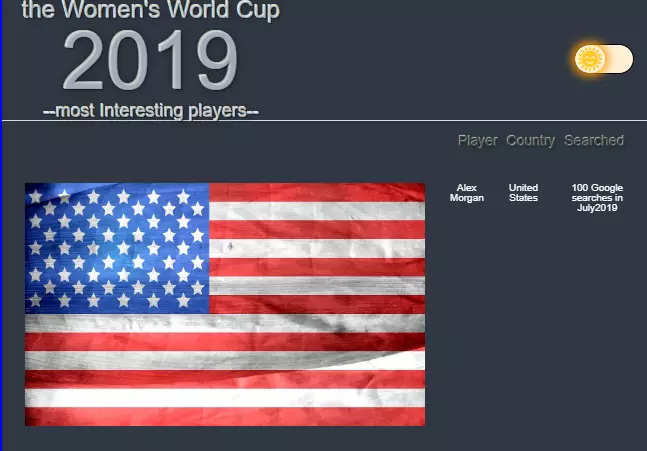 the Women's World Cup
2019
--most Interesting players--
Player Country Searched
Alex
Morgan
United
States
100 Google
searches in
July2019